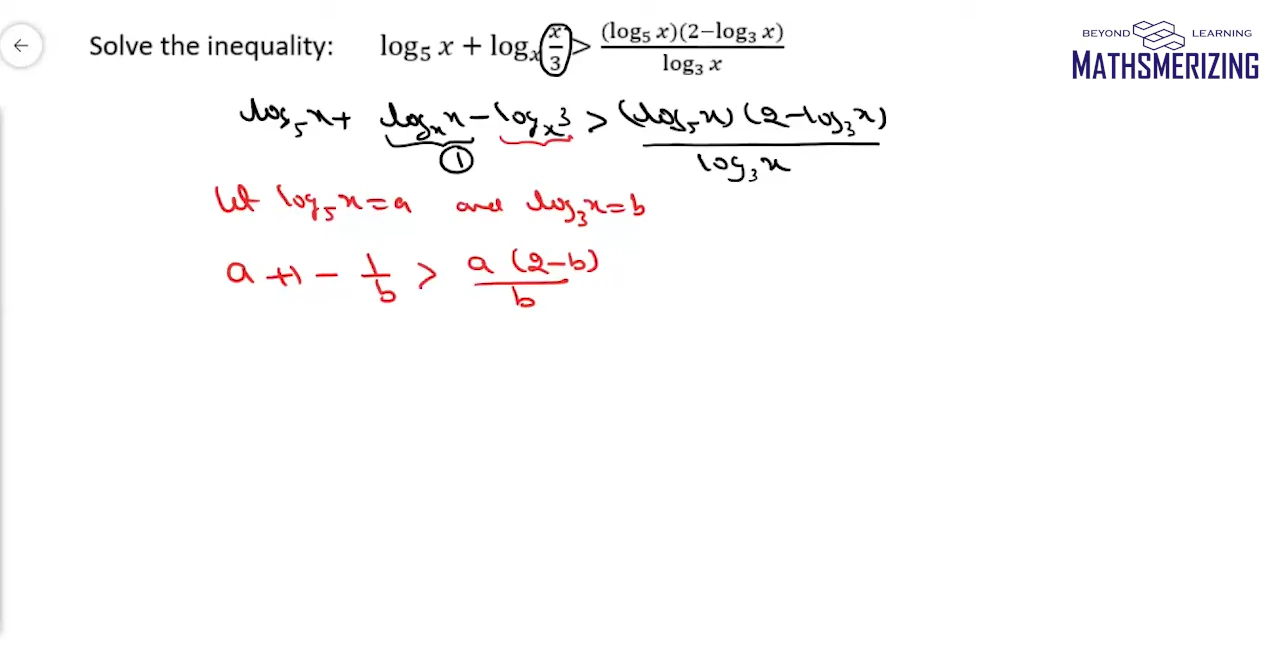 BEYOND LEARNING
MATHSMERIZING
Solve the inequality: log₅ x + logₓ(x/3) > (log₅ x)(2−log₃ x) / log₃ x
log₅x + logₓx − logₓ3 > (log₅x)(2−log₃x) / log₃x
①
Let log₅x = a and log₃x = b
a +1 − 1/b > a (2−b) / b